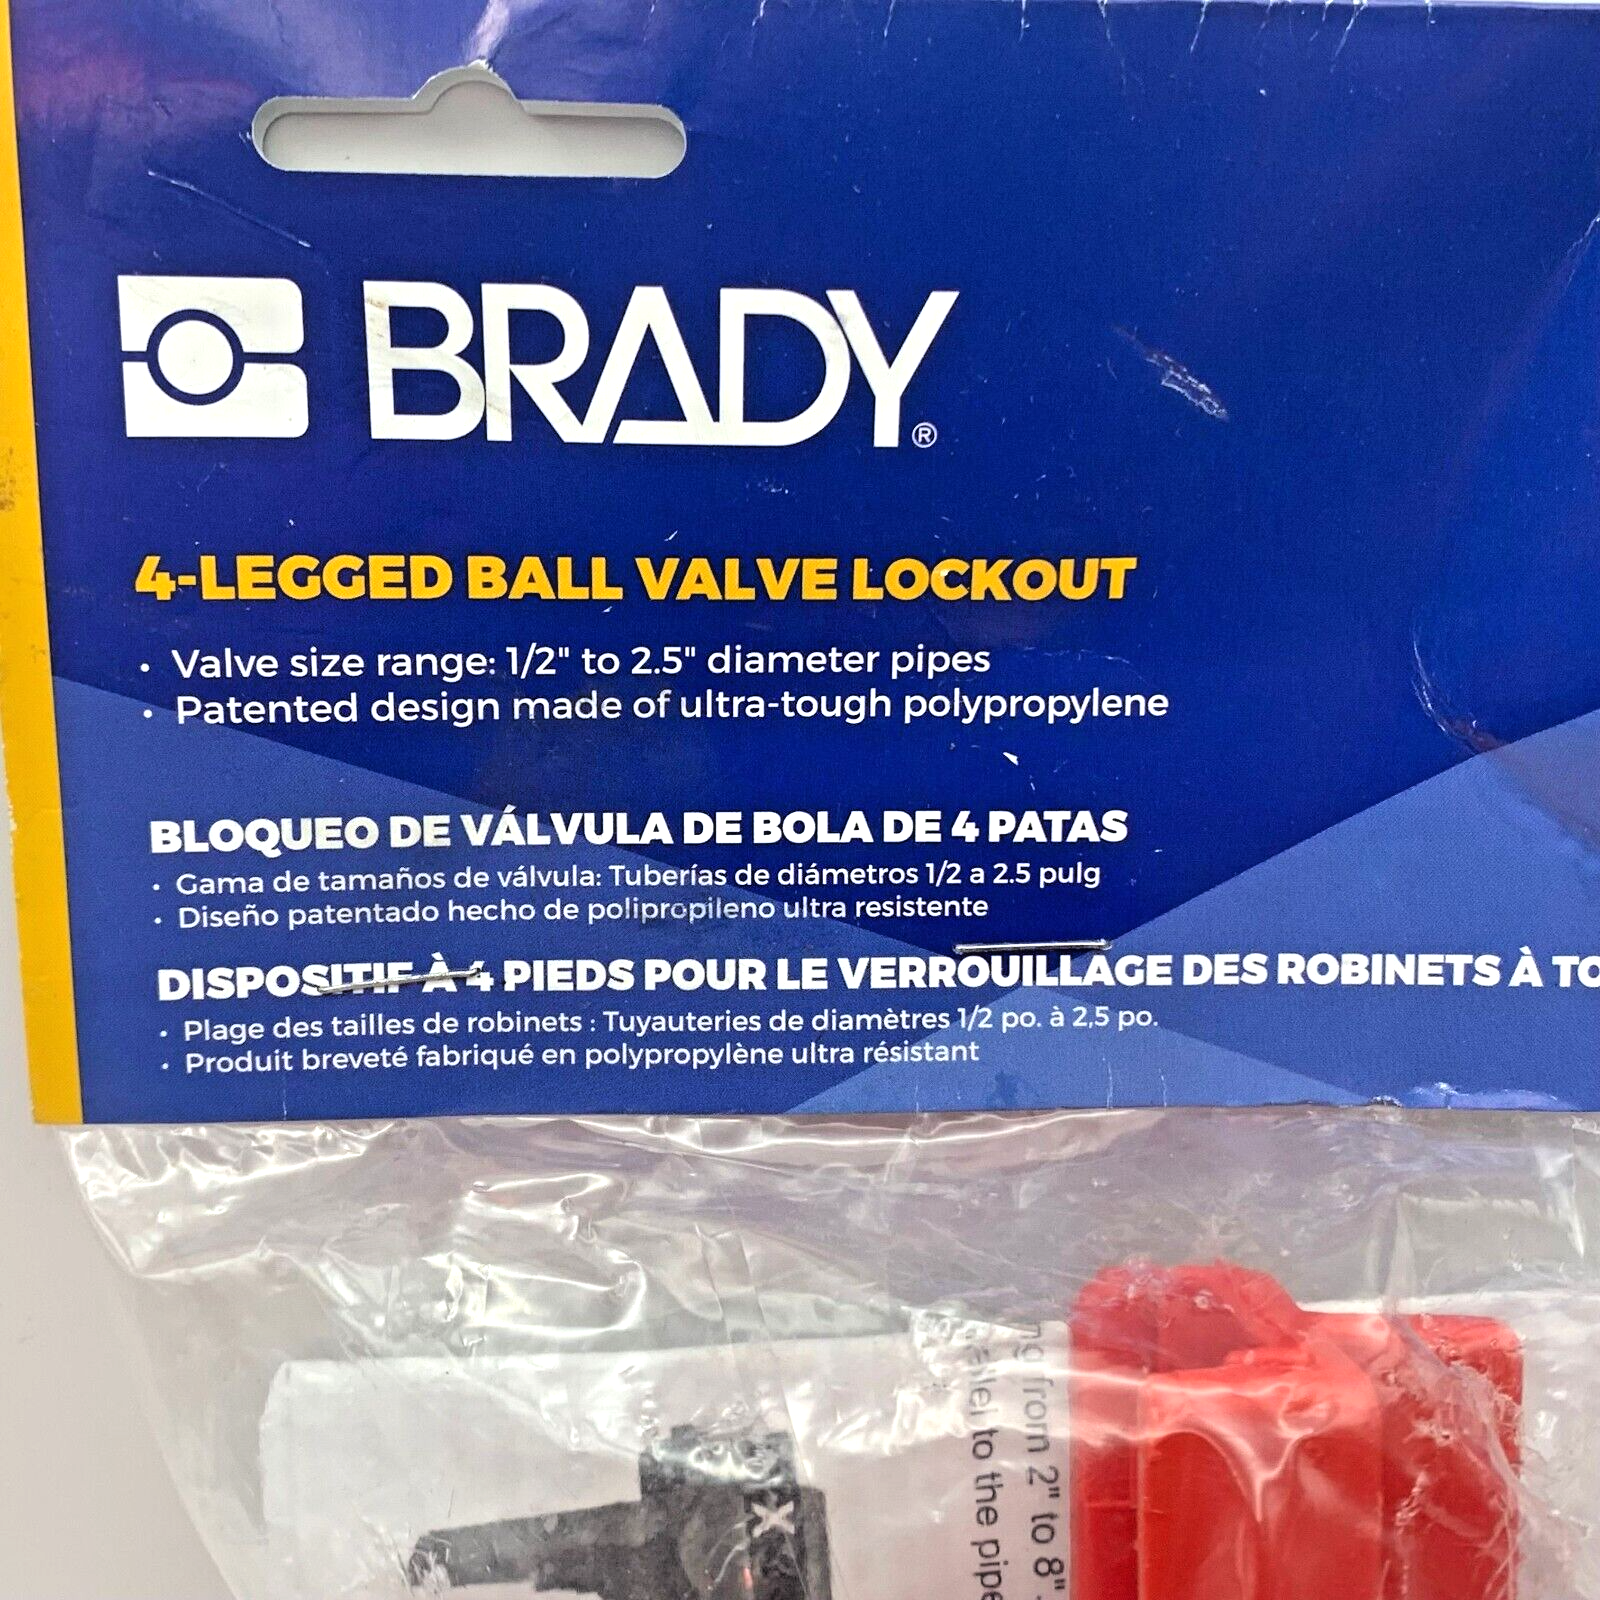 BRADY®
4-LEGGED BALL VALVE LOCKOUT
• Valve size range: 1/2" to 2.5" diameter pipes
• Patented design made of ultra-tough polypropylene
BLOQUEO DE VÁLVULA DE BOLA DE 4 PATAS
• Gama de tamaños de válvula: Tuberías de diámetros 1/2 a 2.5 pulg
• Diseño patentado hecho de polipropileno ultra resistente
DISPOSITIF À 4 PIEDS POUR LE VERROUILLAGE DES ROBINETS À TO
• Plage des tailles de robinets : Tuyauteries de diamètres 1/2 po. à 2,5 po.
• Produit breveté fabriqué en polypropylène ultra résistant
from 2" to 8"
to the pipe
X